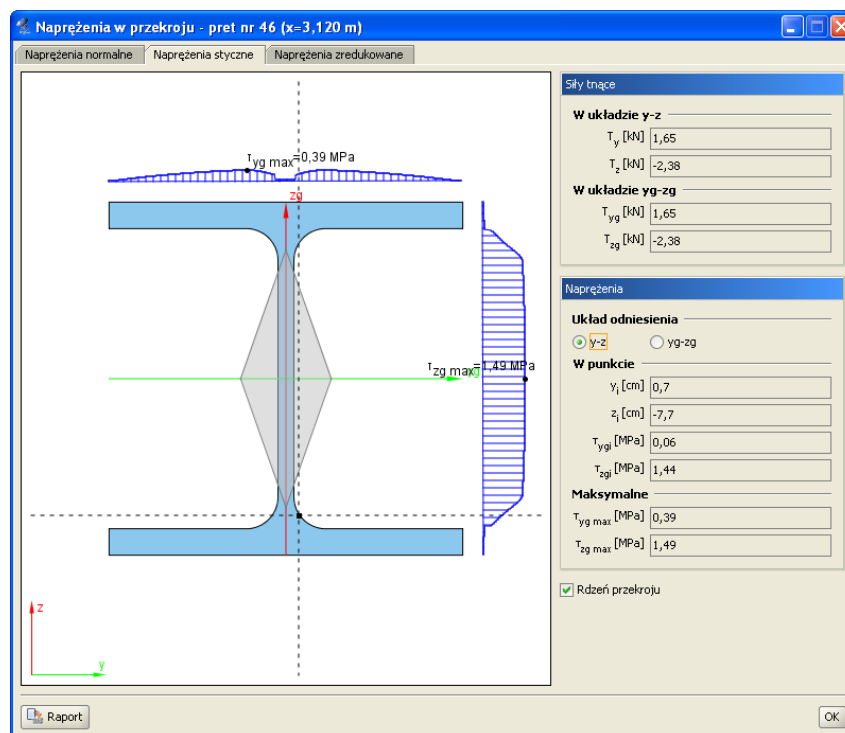 Naprężenia w przekroju - pret nr 46 (x=3,120 m)
Naprężenia normalne Naprężenia styczne Naprężenia zredukowane
τyg max=0,39 MPa
zg
τzg max=1,49 MPa
yg
z
y
Siły tnące
W układzie y-z
Ty [kN] 1,65
Tz [kN] -2,38
W układzie yg-zg
Tyg [kN] 1,65
Tzg [kN] -2,38
Naprężenia
Układ odniesienia
y-z yg-zg
W punkcie
yi [cm] 0,7
zi [cm] -7,7
τygi [MPa] 0,06
τzgi [MPa] 1,44
Maksymalne
τyg max [MPa] 0,39
τzg max [MPa] 1,49
Rdzeń przekroju
Raport
OK